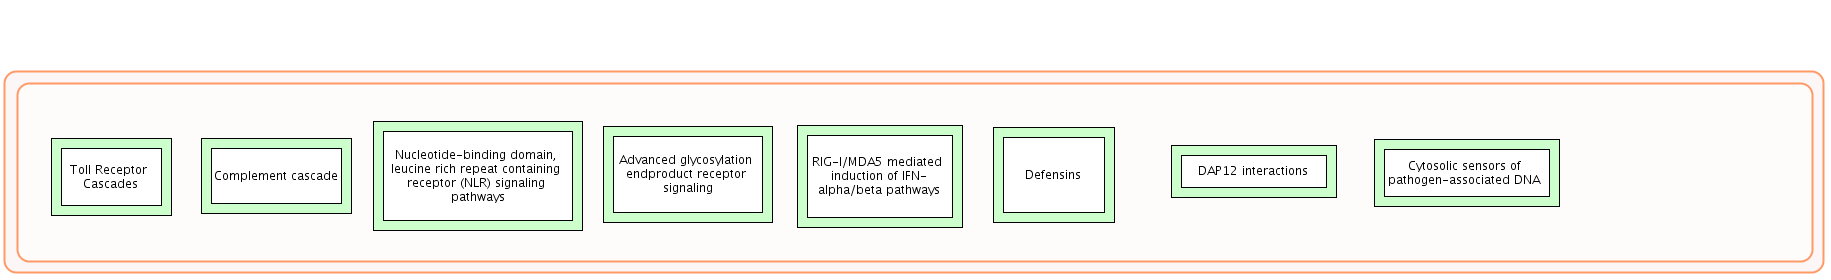 Toll Receptor
Cascades
Complement cascade
Nucleotide-binding domain,
leucine rich repeat containing
receptor (NLR) signaling
pathways
Advanced glycosylation
endproduct receptor
signaling
RIG-I/MDA5 mediated
induction of IFN-
alpha/beta pathways
Defensins
DAP12 interactions
Cytosolic sensors of
pathogen-associated DNA